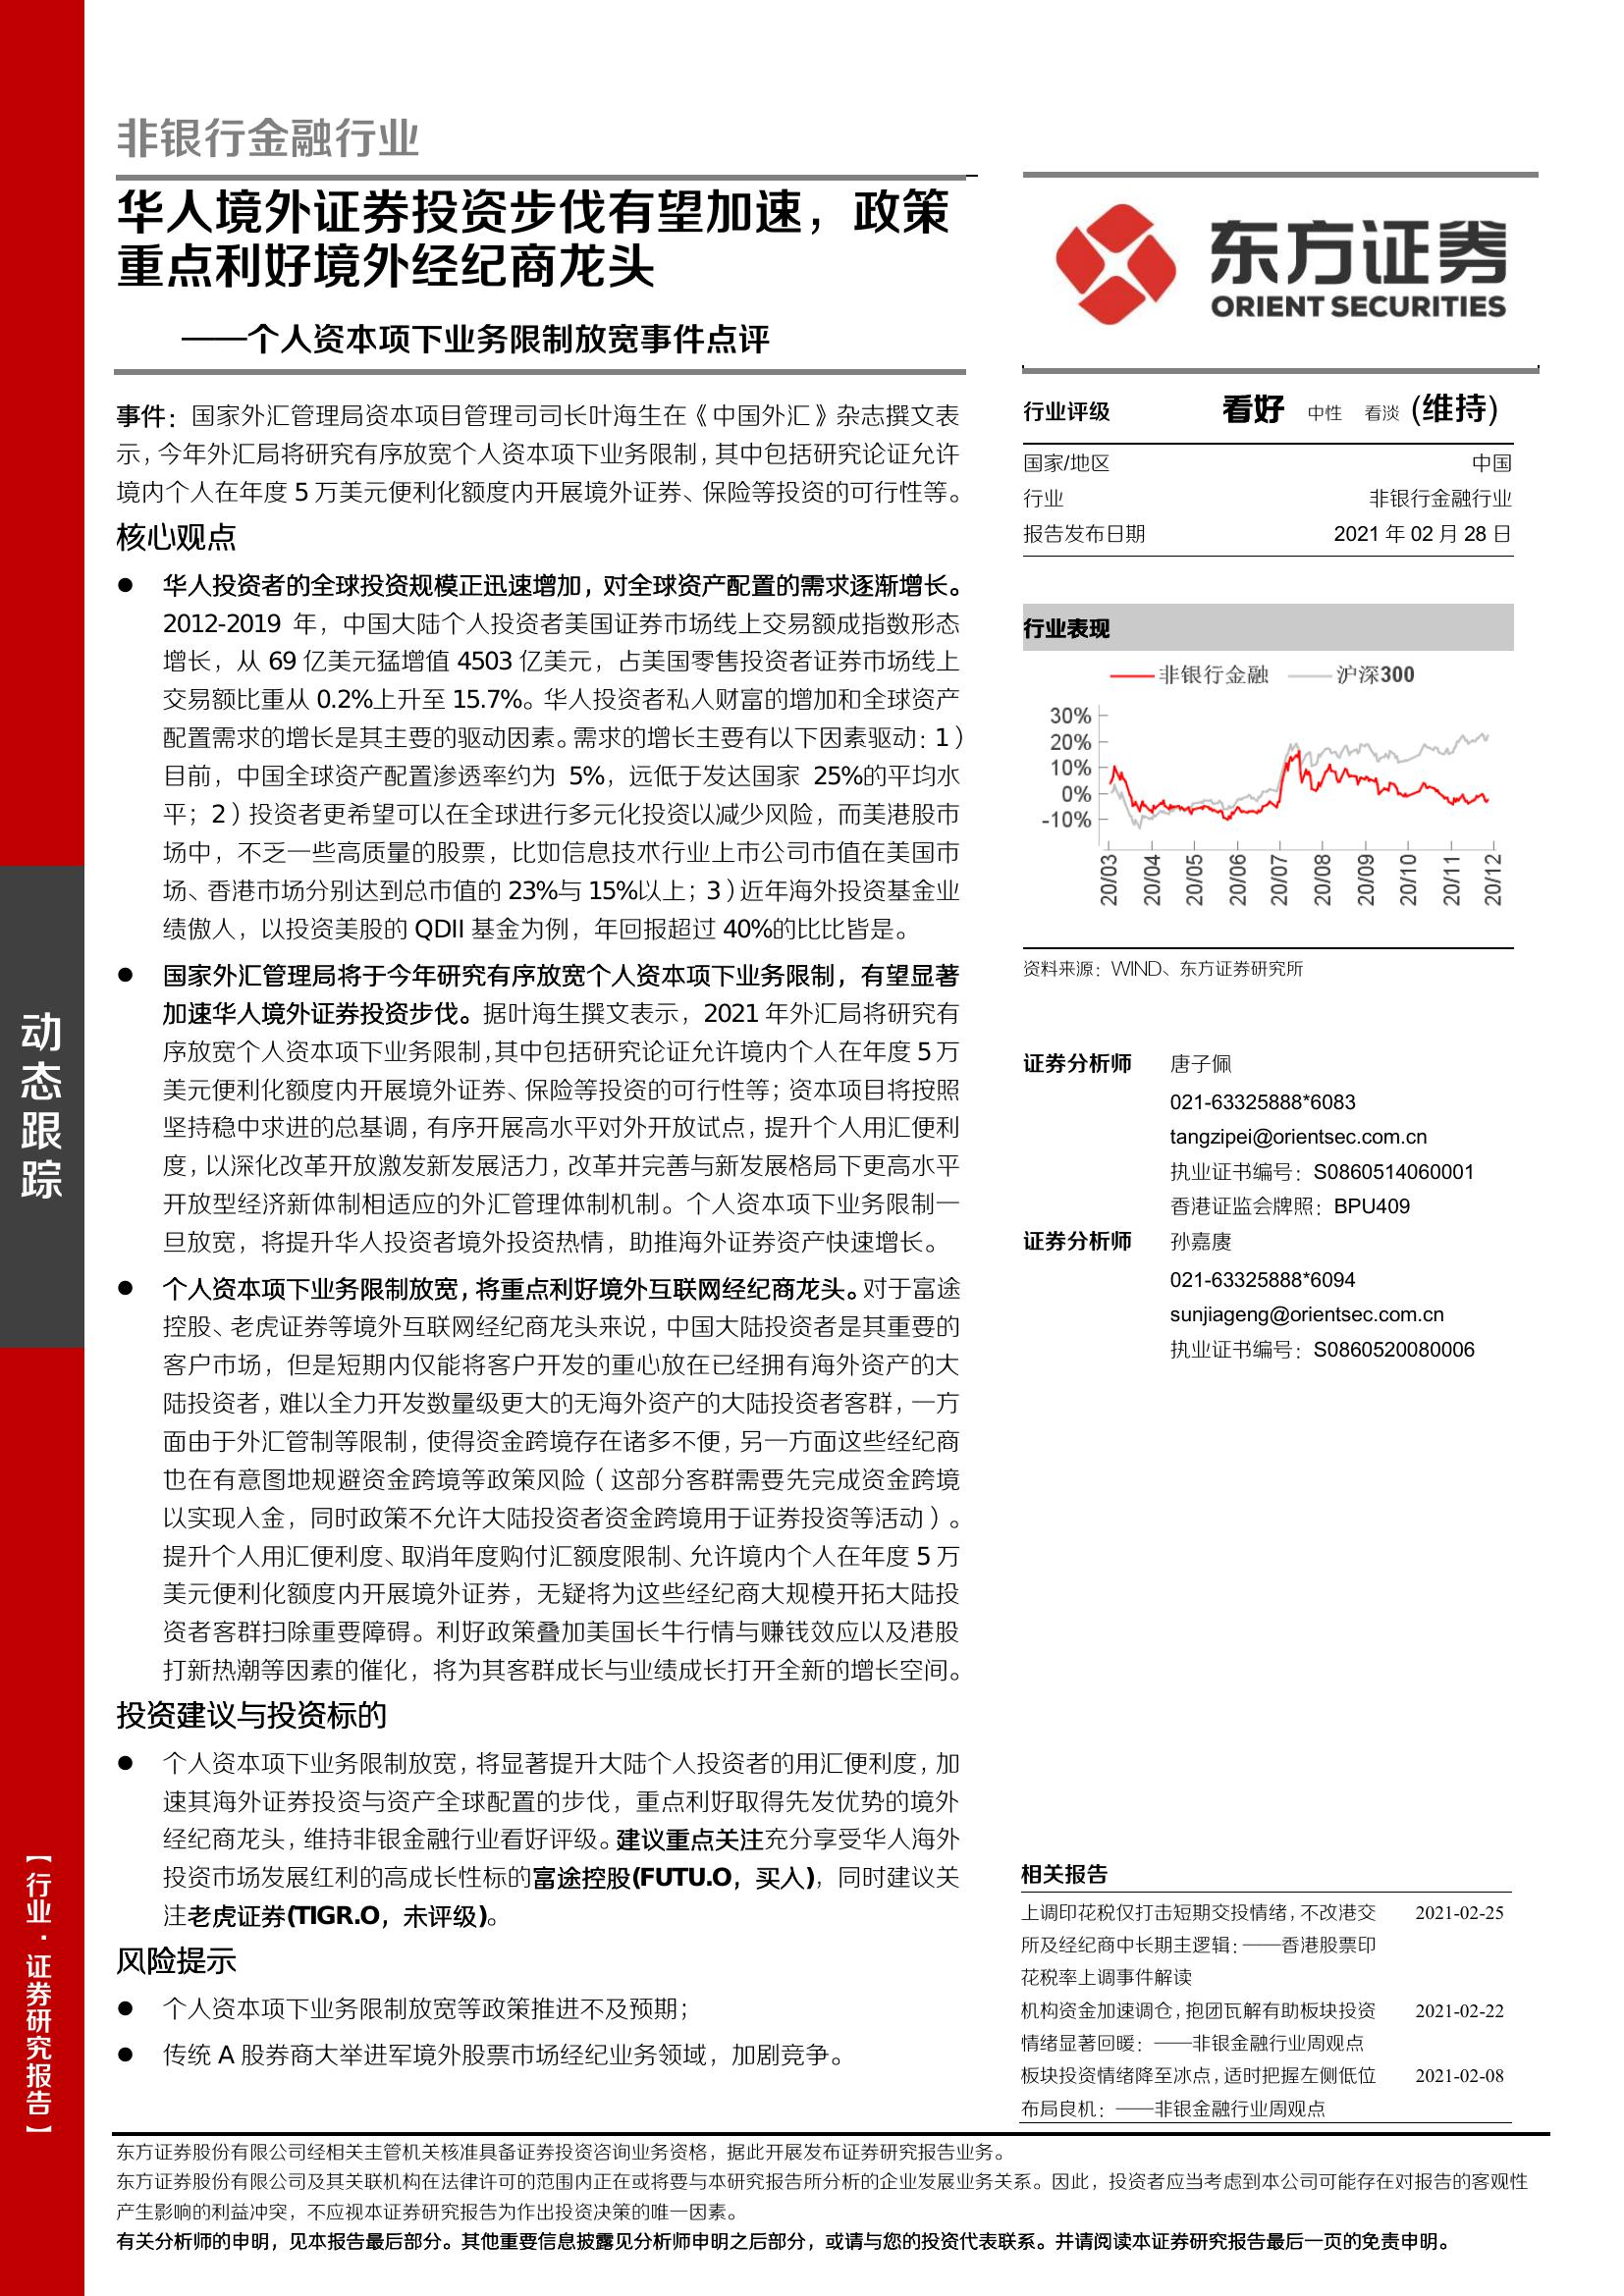 非银行金融行业
华人境外证券投资步伐有望加速，政策
重点利好境外经纪商龙头
——个人资本项下业务限制放宽事件点评
事件：国家外汇管理局资本项目管理司司长叶海生在《中国外汇》杂志撰文表
示，今年外汇局将研究有序放宽个人资本项下业务限制，其中包括研究论证允许
境内个人在年度 5 万美元便利化额度内开展境外证券、保险等投资的可行性等。
核心观点
● 华人投资者的全球投资规模正迅速增加，对全球资产配置的需求逐渐增长。
2012-2019 年，中国大陆个人投资者美国证券市场线上交易额成指数形态
增长，从 69 亿美元猛增值 4503 亿美元，占美国零售投资者证券市场线上
交易额比重从 0.2%上升至 15.7%。华人投资者私人财富的增加和全球资产
配置需求的增长是其主要的驱动因素。需求的增长主要有以下因素驱动：1）
目前，中国全球资产配置渗透率约为 5%，远低于发达国家 25%的平均水
平；2）投资者更希望可以在全球进行多元化投资以减少风险，而美港股市
场中，不乏一些高质量的股票，比如信息技术行业上市公司市值在美国市
场、香港市场分别达到总市值的 23%与 15%以上；3）近年海外投资基金业
绩傲人，以投资美股的 QDII 基金为例，年回报超过 40%的比比皆是。
● 国家外汇管理局将于今年研究有序放宽个人资本项下业务限制，有望显著
加速华人境外证券投资步伐。据叶海生撰文表示，2021 年外汇局将研究有
序放宽个人资本项下业务限制，其中包括研究论证允许境内个人在年度 5 万
美元便利化额度内开展境外证券、保险等投资的可行性等；资本项目将按照
坚持稳中求进的总基调，有序开展高水平对外开放试点，提升个人用汇便利
度，以深化改革开放激发新发展活力，改革并完善与新发展格局下更高水平
开放型经济新体制相适应的外汇管理体制机制。个人资本项下业务限制一
旦放宽，将提升华人投资者境外投资热情，助推海外证券资产快速增长。
● 个人资本项下业务限制放宽，将重点利好境外互联网经纪商龙头。对于富途
控股、老虎证券等境外互联网经纪商龙头来说，中国大陆投资者是其重要的
客户市场，但是短期内仅能将客户开发的重心放在已经拥有海外资产的大
陆投资者，难以全力开发数量级更大的无海外资产的大陆投资者客群，一方
面由于外汇管制等限制，使得资金跨境存在诸多不便，另一方面这些经纪商
也在有意图地规避资金跨境等政策风险（这部分客群需要先完成资金跨境
以实现入金，同时政策不允许大陆投资者资金跨境用于证券投资等活动）。
提升个人用汇便利度、取消年度购付汇额度限制、允许境内个人在年度 5 万
美元便利化额度内开展境外证券，无疑将为这些经纪商大规模开拓大陆投
资者客群扫除重要障碍。利好政策叠加美国长牛行情与赚钱效应以及港股
打新热潮等因素的催化，将为其客群成长与业绩成长打开全新的增长空间。
投资建议与投资标的
● 个人资本项下业务限制放宽，将显著提升大陆个人投资者的用汇便利度，加
速其海外证券投资与资产全球配置的步伐，重点利好取得先发优势的境外
经纪商龙头，维持非银金融行业看好评级。建议重点关注充分享受华人海外
投资市场发展红利的高成长性标的富途控股(FUTU.O，买入)，同时建议关
注老虎证券(TIGR.O，未评级)。
风险提示
● 个人资本项下业务限制放宽等政策推进不及预期；
● 传统 A 股券商大举进军境外股票市场经纪业务领域，加剧竞争。
东方证券
ORIENT SECURITIES
行业评级 看好 中性 看淡 (维持)
国家/地区 中国
行业 非银行金融行业
报告发布日期 2021 年 02 月 28 日
行业表现
非银行金融 沪深300
30%
20%
10%
0%
-10%
20/03 20/04 20/05 20/06 20/07 20/08 20/09 20/10 20/11 20/12
资料来源：WIND、东方证券研究所
证券分析师 唐子佩
021-63325888*6083
tangzipei@orientsec.com.cn
执业证书编号：S0860514060001
香港证监会牌照：BPU409
证券分析师 孙嘉赓
021-63325888*6094
sunjiageng@orientsec.com.cn
执业证书编号：S0860520080006
相关报告
上调印花税仅打击短期交投情绪，不改港交 2021-02-25
所及经纪商中长期主逻辑：——香港股票印
花税率上调事件解读
机构资金加速调仓，抱团瓦解有助板块投资 2021-02-22
情绪显著回暖：——非银金融行业周观点
板块投资情绪降至冰点，适时把握左侧低位 2021-02-08
布局良机：——非银金融行业周观点
动态跟踪
【行业·证券研究报告】
东方证券股份有限公司经相关主管机关核准具备证券投资咨询业务资格，据此开展发布证券研究报告业务。
东方证券股份有限公司及其关联机构在法律许可的范围内正在或将要与本研究报告所分析的企业发展业务关系。因此，投资者应当考虑到本公司可能存在对报告的客观性
产生影响的利益冲突，不应视本证券研究报告为作出投资决策的唯一因素。
有关分析师的申明，见本报告最后部分。其他重要信息披露见分析师申明之后部分，或请与您的投资代表联系。并请阅读本证券研究报告最后一页的免责申明。